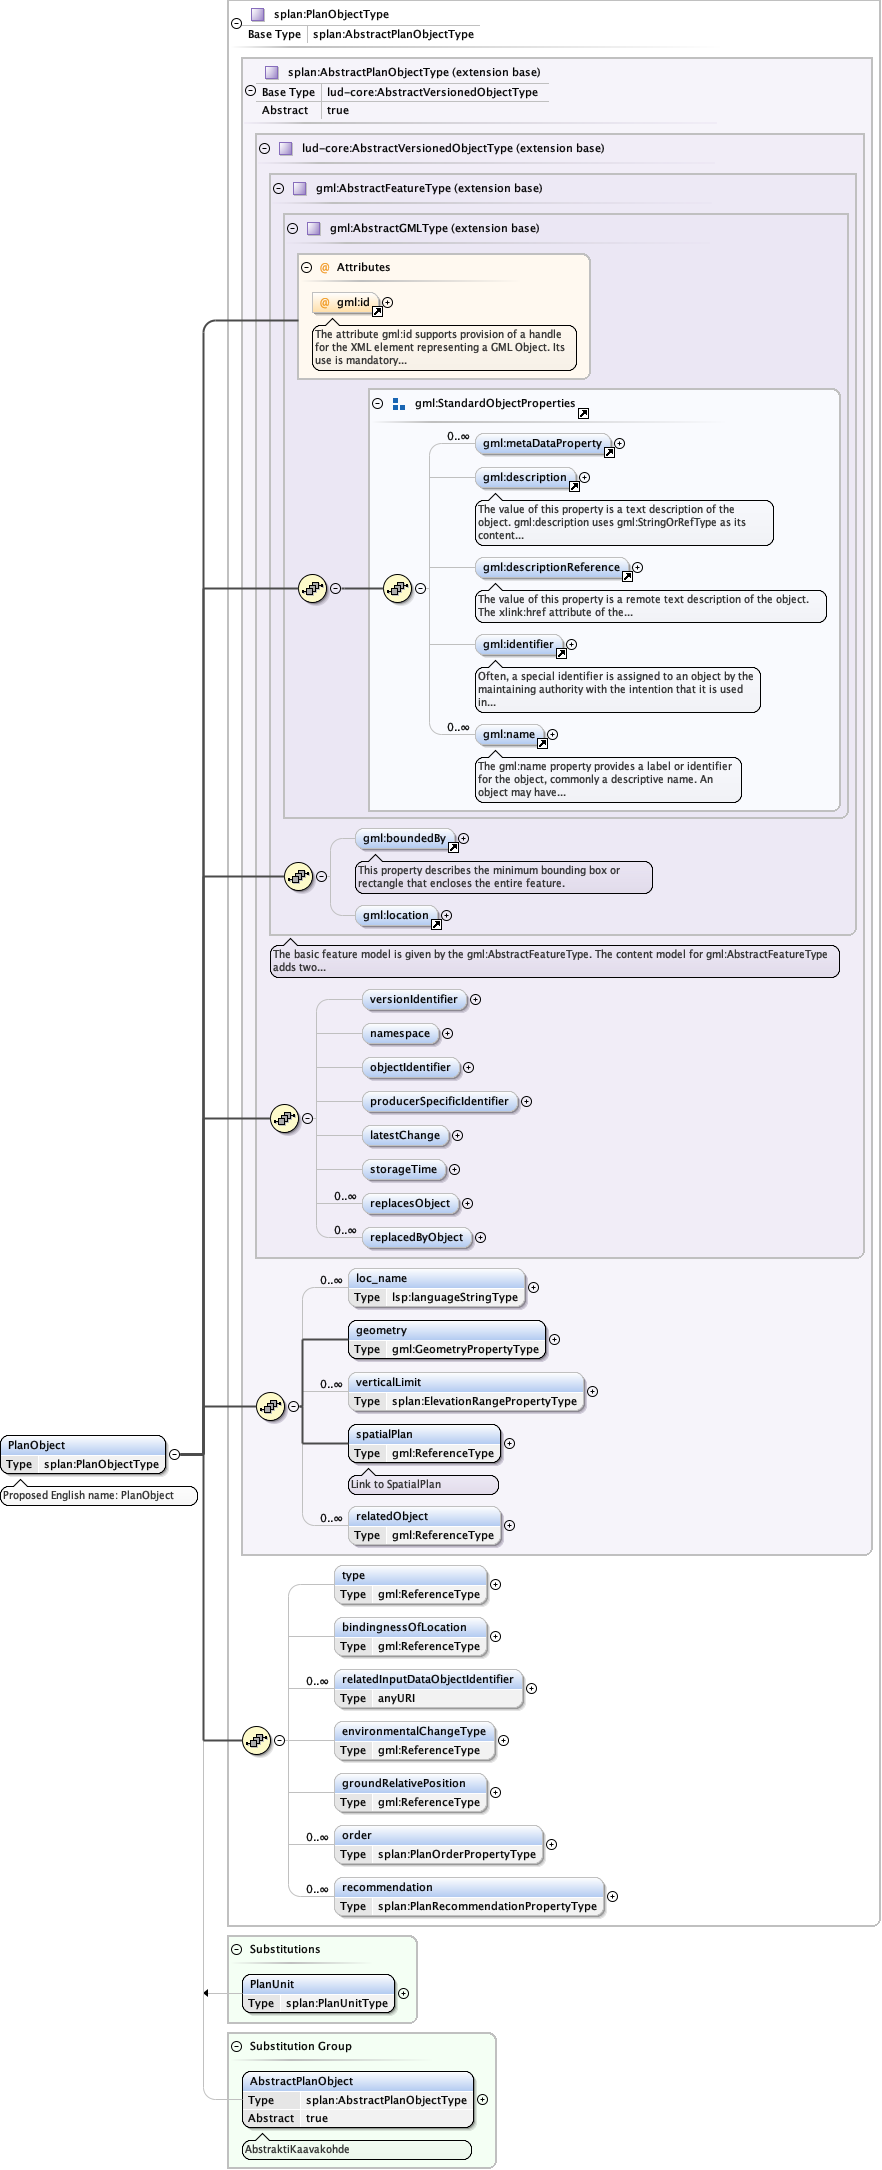 splan:PlanObjectType
Base Type splan:AbstractPlanObjectType
splan:AbstractPlanObjectType (extension base)
Base Type lud-core:AbstractVersionedObjectType
Abstract true
lud-core:AbstractVersionedObjectType (extension base)
gml:AbstractFeatureType (extension base)
gml:AbstractGMLType (extension base)
@ Attributes
@ gml:id
The attribute gml:id supports provision of a handle
for the XML element representing a GML Object. Its
use is mandatory...
gml:StandardObjectProperties
0..∞ gml:metaDataProperty
gml:description
The value of this property is a text description of the
object. gml:description uses gml:StringOrRefType as its
content...
gml:descriptionReference
The value of this property is a remote text description of the object.
The xlink:href attribute of the...
gml:identifier
Often, a special identifier is assigned to an object by the
maintaining authority with the intention that it is used
in...
0..∞ gml:name
The gml:name property provides a label or identifier
for the object, commonly a descriptive name. An
object may have...
gml:boundedBy
This property describes the minimum bounding box or
rectangle that encloses the entire feature.
gml:location
The basic feature model is given by the gml:AbstractFeatureType. The content model for gml:AbstractFeatureType
adds two...
versionIdentifier
namespace
objectIdentifier
producerSpecificIdentifier
latestChange
storageTime
0..∞ replacesObject
0..∞ replacedByObject
0..∞ loc_name
Type lsp:languageStringType
geometry
Type gml:GeometryPropertyType
0..∞ verticalLimit
Type splan:ElevationRangePropertyType
spatialPlan
Type gml:ReferenceType
Link to SpatialPlan
0..∞ relatedObject
Type gml:ReferenceType
PlanObject
Type splan:PlanObjectType
Proposed English name: PlanObject
type
Type gml:ReferenceType
bindingnessOfLocation
Type gml:ReferenceType
0..∞ relatedInputDataObjectIdentifier
Type anyURI
environmentalChangeType
Type gml:ReferenceType
groundRelativePosition
Type gml:ReferenceType
0..∞ order
Type splan:PlanOrderPropertyType
0..∞ recommendation
Type splan:PlanRecommendationPropertyType
Substitutions
PlanUnit
Type splan:PlanUnitType
Substitution Group
AbstractPlanObject
Type splan:AbstractPlanObjectType
Abstract true
AbstraktiKaavakohde